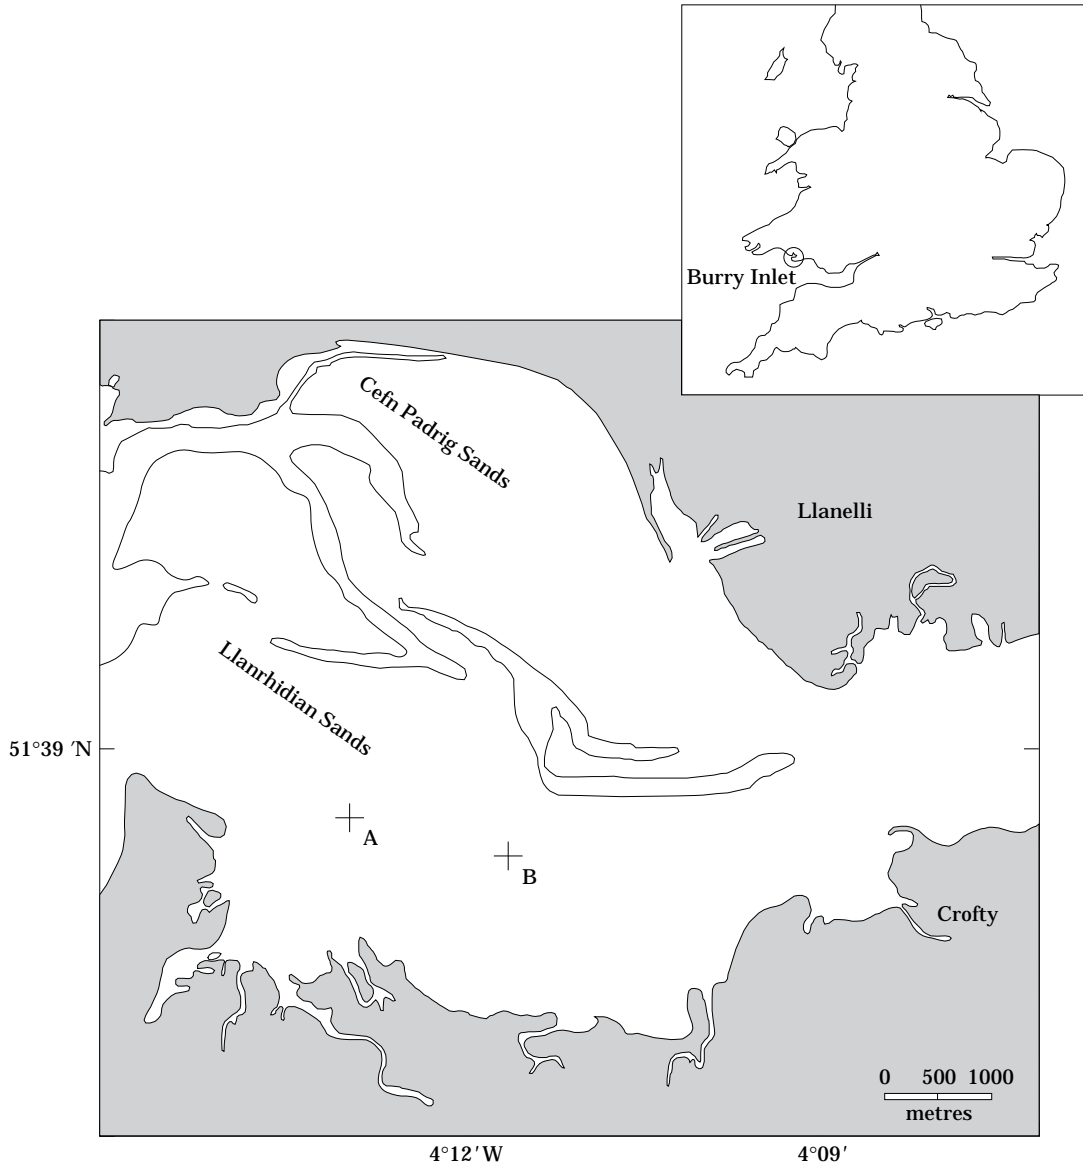 Burry Inlet
Cefn Padrig Sands
Llanelli
Llanrhidian Sands
51°39 ′N
A
B
Crofty
0 500 1000
metres
4°12′W 4°09′